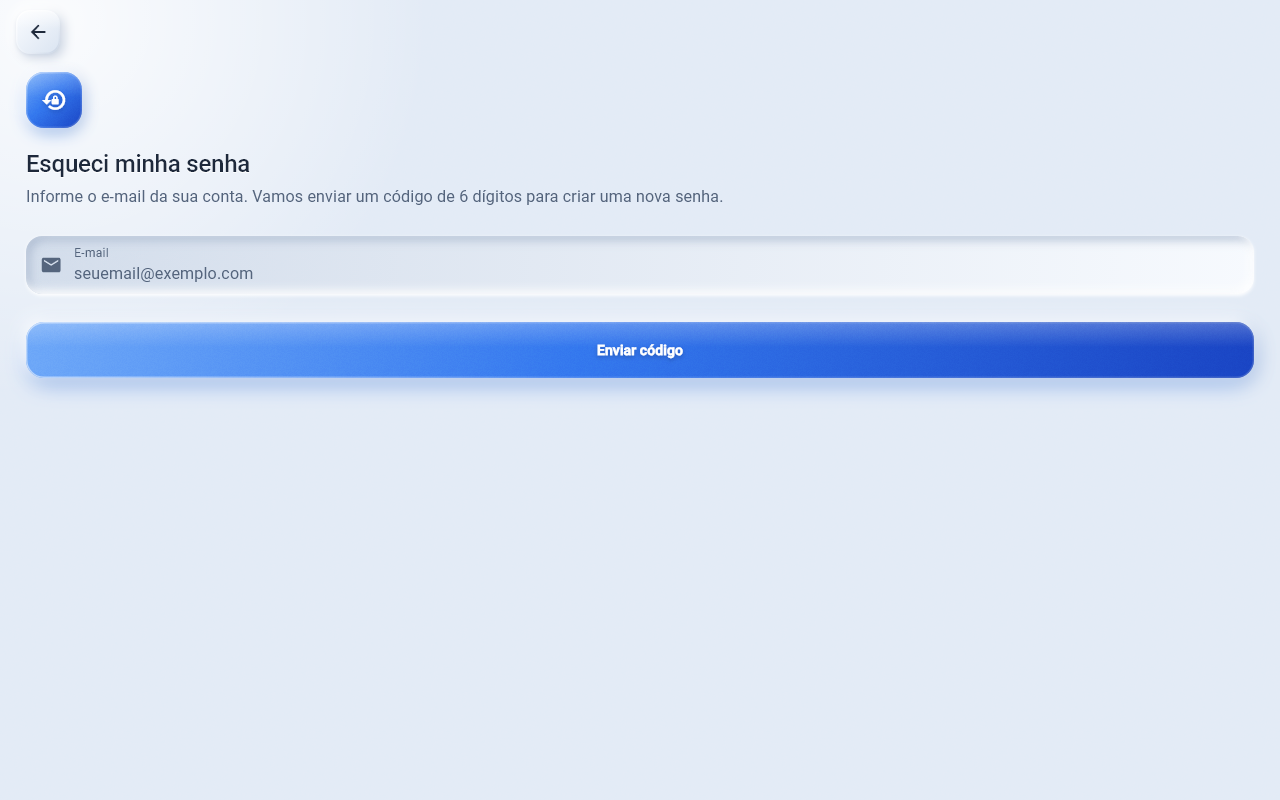 Esqueci minha senha
Informe o e-mail da sua conta. Vamos enviar um código de 6 dígitos para criar uma nova senha.
E-mail
seuemail@exemplo.com
Enviar código